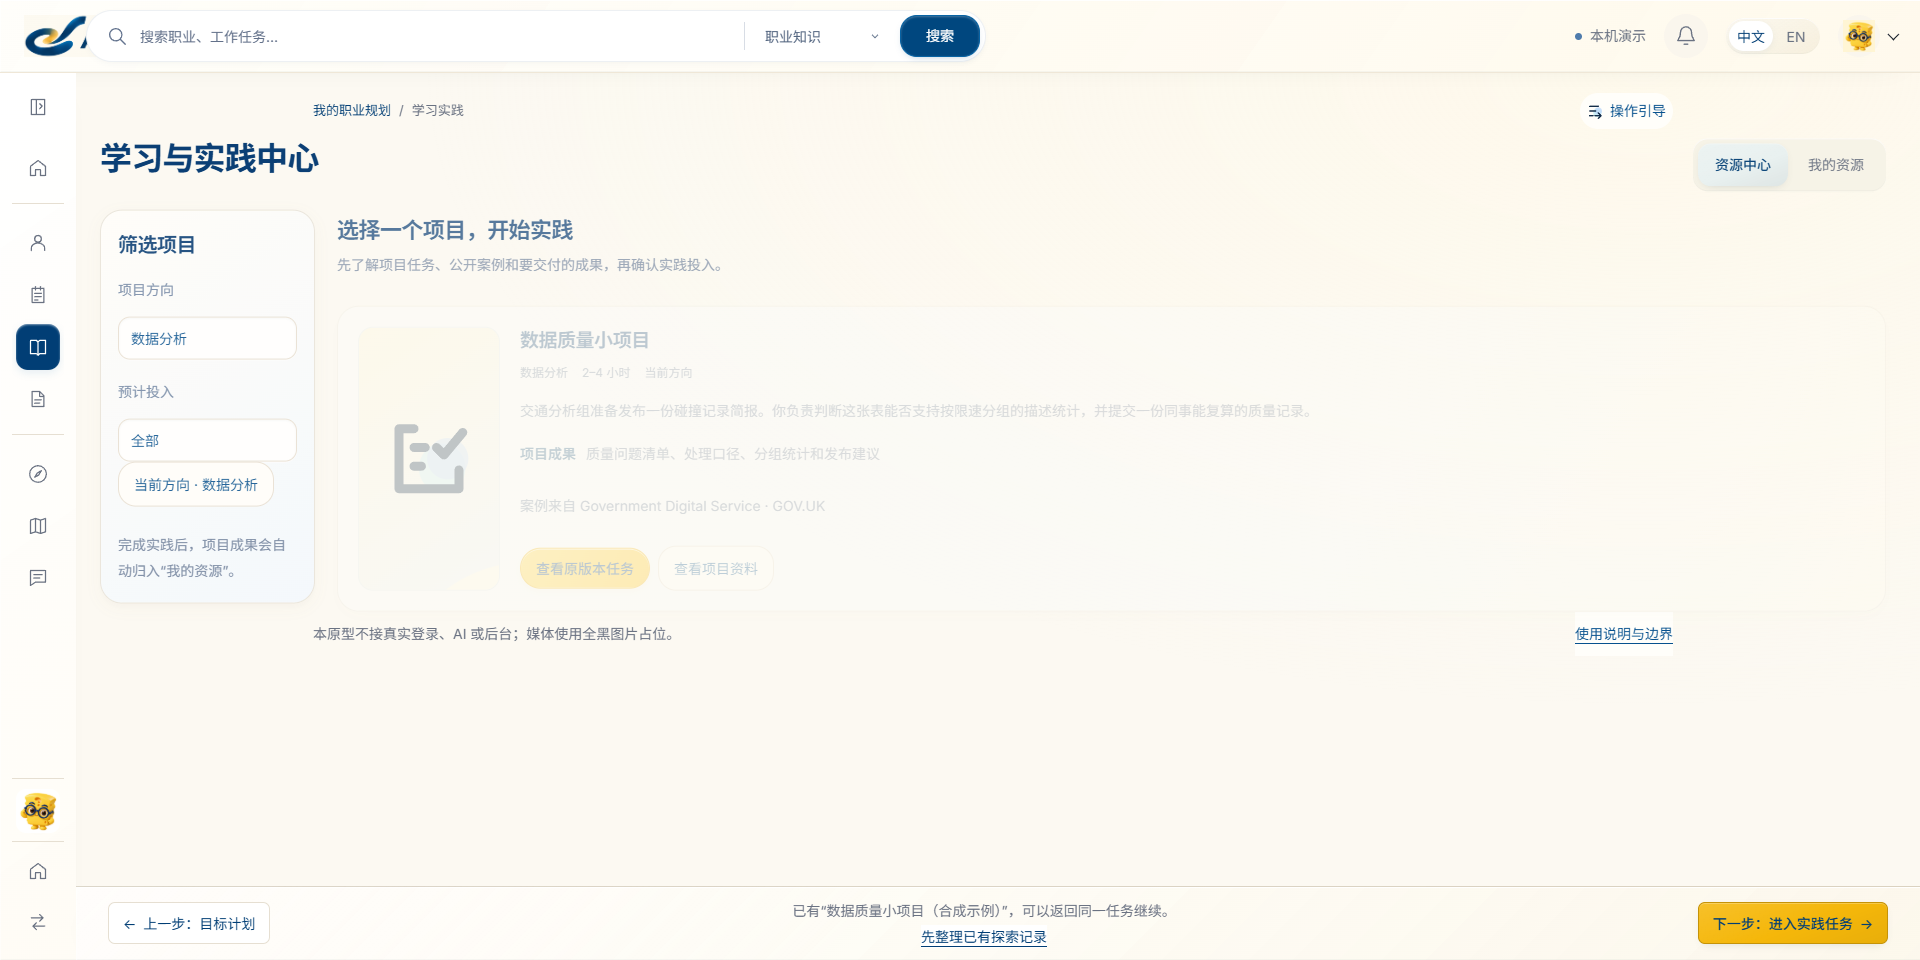 搜索职业、工作任务...
职业知识
搜索
本机演示
中文
EN
我的职业规划 / 学习实践
操作引导
学习与实践中心
资源中心
我的资源
筛选项目
项目方向
数据分析
预计投入
全部
当前方向 · 数据分析
完成实践后，项目成果会自
动归入“我的资源”。
选择一个项目，开始实践
先了解项目任务、公开案例和要交付的成果，再确认实践投入。
数据质量小项目
数据分析 2–4 小时 当前方向
交通分析组准备发布一份碰撞记录简报。你负责判断这张表能否支持按限速分组的描述统计，并提交一份同事能复算的质量记录。
项目成果 质量问题清单、处理口径、分组统计和发布建议
案例来自 Government Digital Service · GOV.UK
查看原版本任务
查看项目资料
本原型不接真实登录、AI 或后台；媒体使用全黑图片占位。
使用说明与边界
← 上一步：目标计划
已有“数据质量小项目（合成示例）”，可以返回同一任务继续。
先整理已有探索记录
下一步：进入实践任务 →